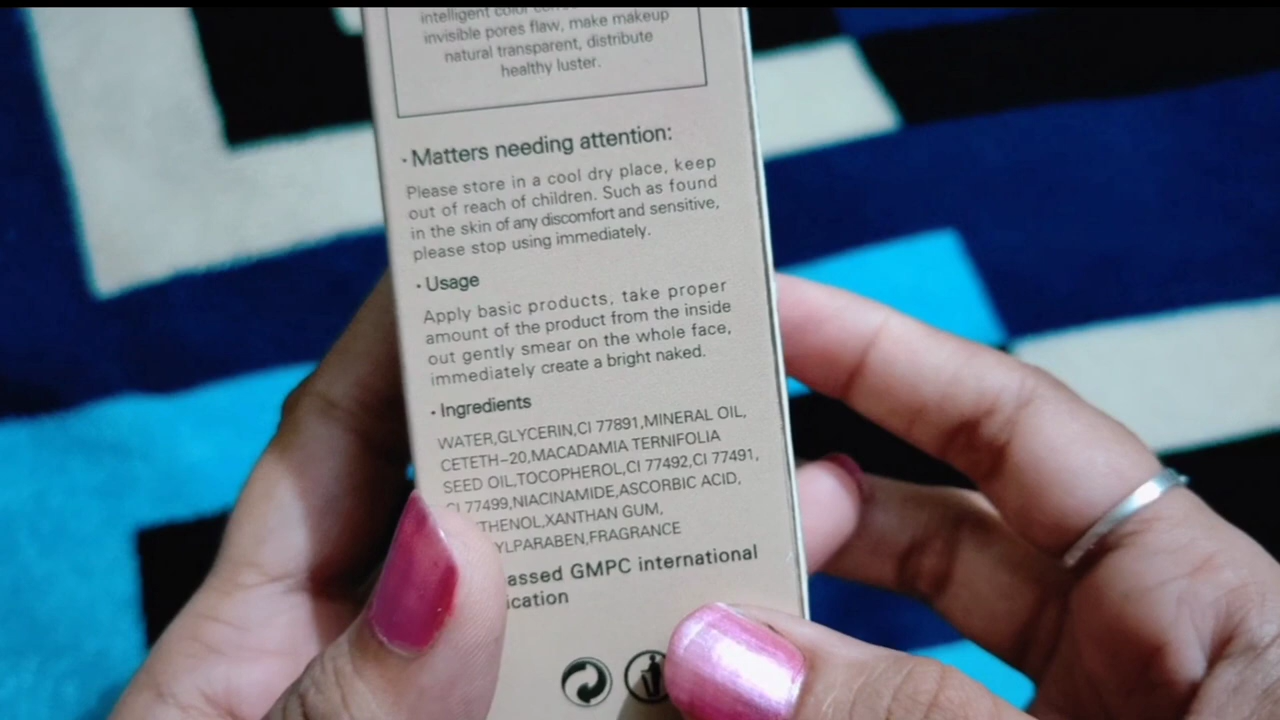 intelligent color
invisible pores flaw, make makeup
natural transparent, distribute
healthy luster.
· Matters needing attention:
Please store in a cool dry place, keep
out of reach of children. Such as found
in the skin of any discomfort and sensitive,
please stop using immediately.
· Usage
Apply basic products, take proper
amount of the product from the inside
out gently smear on the whole face,
immediately create a bright naked.
· Ingredients
WATER,GLYCERIN,CI 77891,MINERAL OIL,
CETETH-20,MACADAMIA TERNIFOLIA
SEED OIL,TOCOPHEROL,CI 77492,CI 77491,
CI 77499,NIACINAMIDE,ASCORBIC ACID,
THENOL,XANTHAN GUM,
YLPARABEN,FRAGRANCE
assed GMPC international
ication